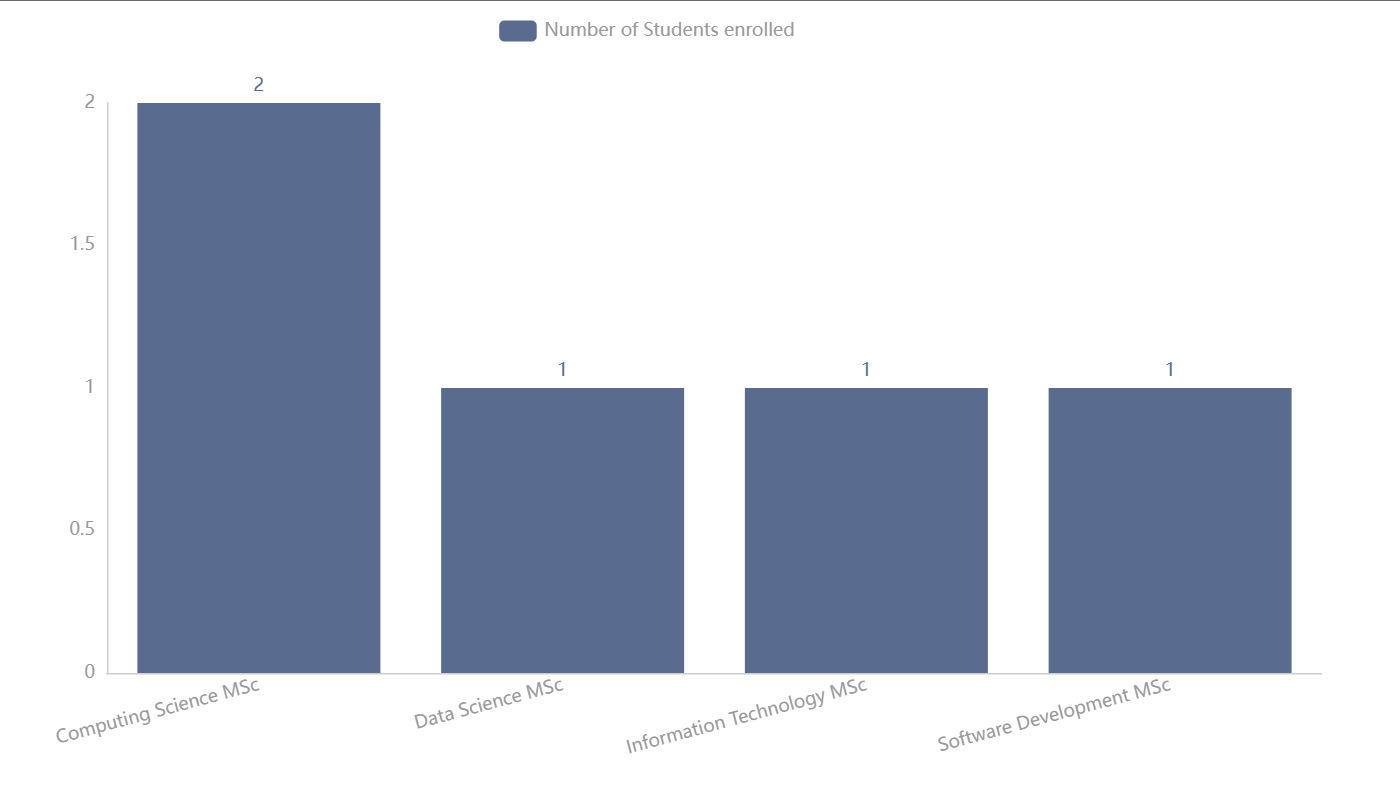 Number of Students enrolled
2
2
1.5
1
1
1
1
0.5
0
Computing Science MSc
Data Science MSc
Information Technology MSc
Software Development MSc